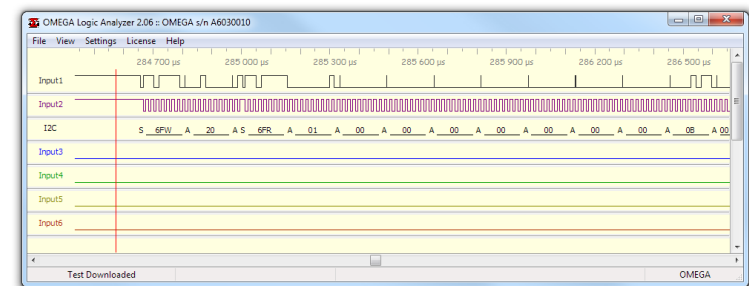 OMEGA Logic Analyzer 2.06 :: OMEGA s/n A6030010
File View Settings License Help
284 700 µs 285 000 µs 285 300 µs 285 600 µs 285 900 µs 286 200 µs 286 500 µs
Input1
Input2
I2C S 6FW A 20 A S 6FR A 01 A 00 A 00 A 00 A 00 A 00 A 00 A 00 A 0B A 00
Input3
Input4
Input5
Input6
Test Downloaded OMEGA